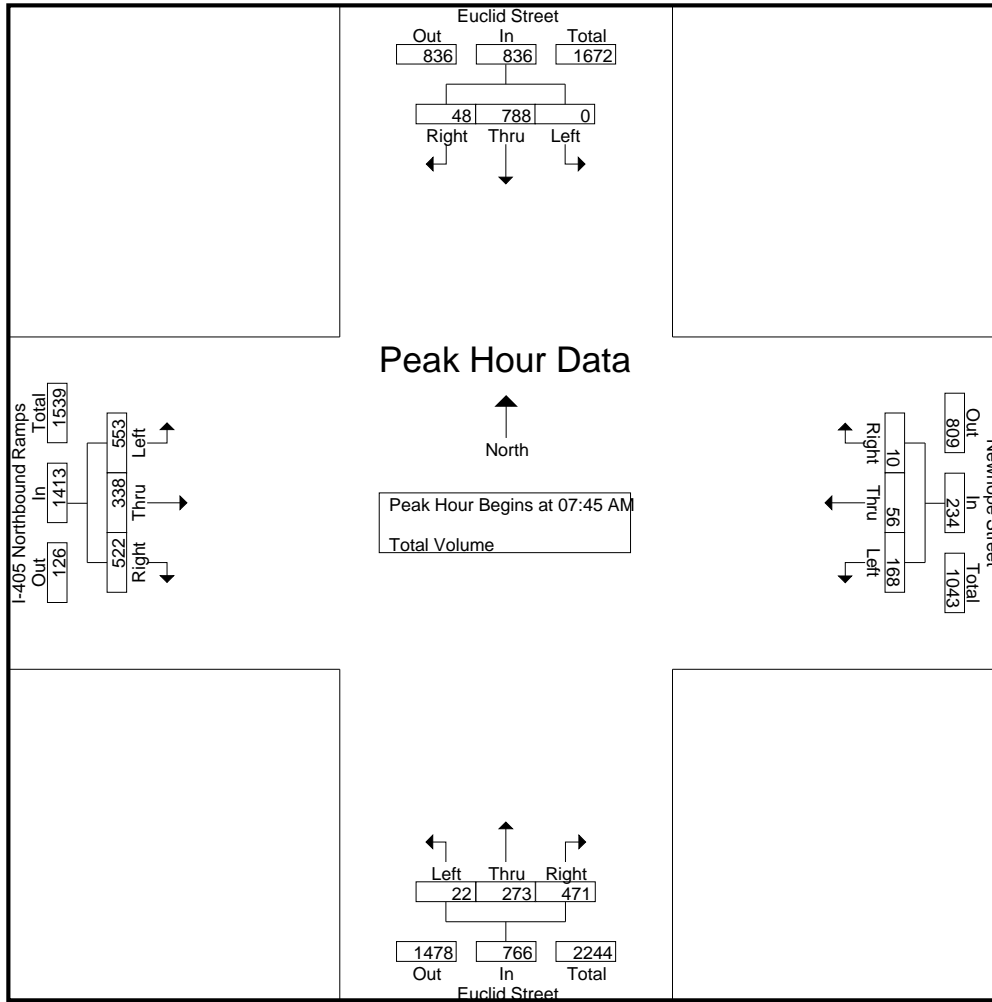 Euclid Street
Out In Total
836 836 1672
48 788 0
Right Thru Left
Peak Hour Data
North
Peak Hour Begins at 07:45 AM
Total Volume
I-405 Northbound Ramps
Total In Out
1539 1413 126
553 338 522
Left Thru Right
Newhope Street
Out In Total
809 234 1043
Right Thru Left
10 56 168
Left Thru Right
22 273 471
1478 766 2244
Out In Total
Euclid Street